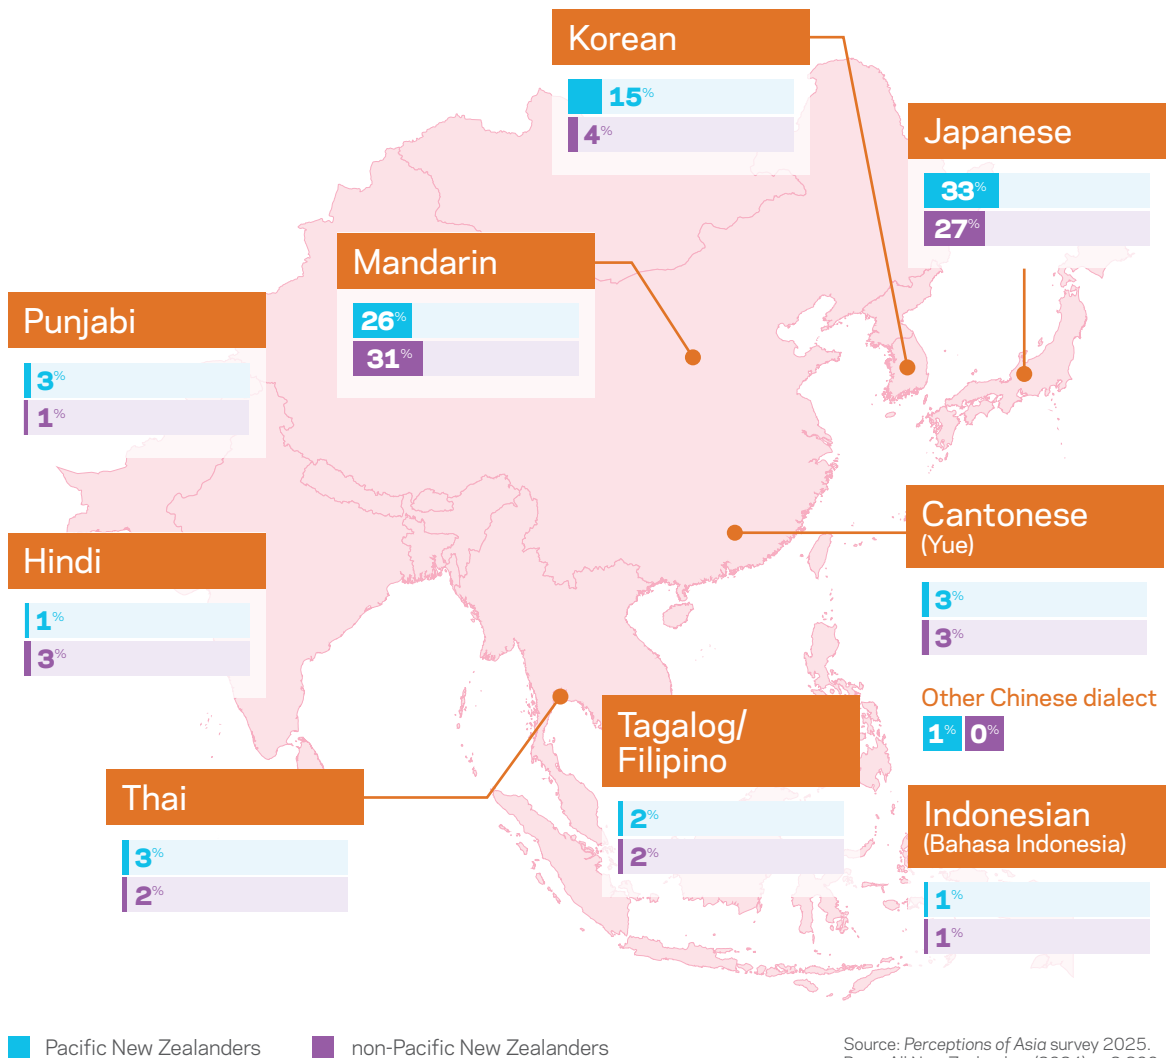 Korean
15%
4%
Japanese
33%
27%
Mandarin
26%
31%
Punjabi
3%
1%
Cantonese
(Yue)
3%
3%
Other Chinese dialect
1% 0%
Hindi
1%
3%
Tagalog/
Filipino
2%
2%
Thai
3%
2%
Indonesian
(Bahasa Indonesia)
1%
1%
Pacific New Zealanders
non-Pacific New Zealanders
Source: Perceptions of Asia survey 2025.